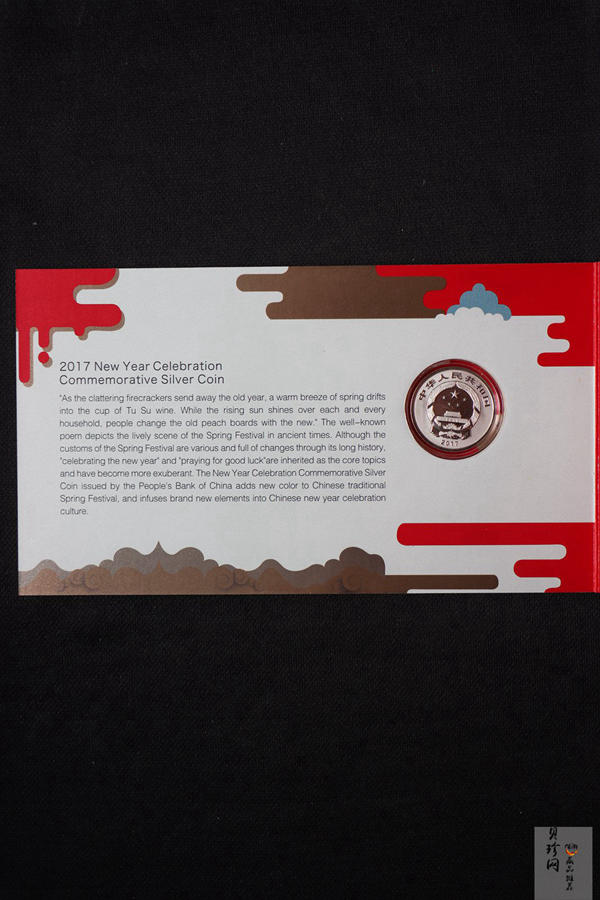 2017 New Year Celebration
Commemorative Silver Coin
"As the clattering firecrackers send away the old year, a warm breeze of spring drifts
into the cup of Tu Su wine. While the rising sun shines over each and every
household, people change the old peach boards with the new." The well-known
poem depicts the lively scene of the Spring Festival in ancient times. Although the
customs of the Spring Festival are various and full of changes through its long history,
"celebrating the new year" and "praying for good luck"are inherited as the core topics
and have become more exuberant. The New Year Celebration Commemorative Silver
Coin issued by the People's Bank of China adds new color to Chinese traditional
Spring Festival, and infuses brand new elements into Chinese new year celebration
culture.
中华人民共和国
2017
贝珍网